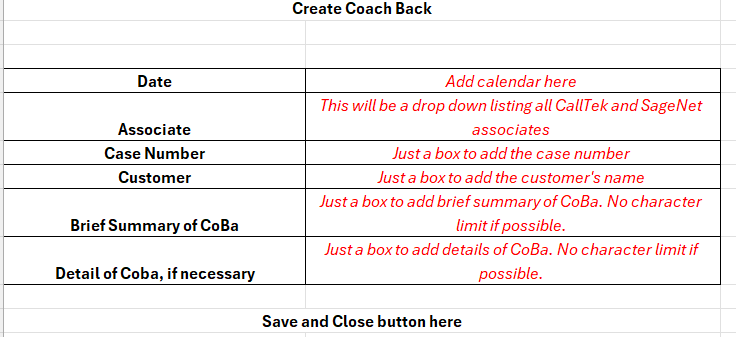 Create Coach Back
Date
Add calendar here
This will be a drop down listing all CallTek and SageNet
associates
Associate
Case Number
Just a box to add the case number
Customer
Just a box to add the customer's name
Just a box to add brief summary of CoBa. No character
limit if possible.
Brief Summary of CoBa
Just a box to add details of CoBa. No character limit if
possible.
Detail of Coba, if necessary
Save and Close button here